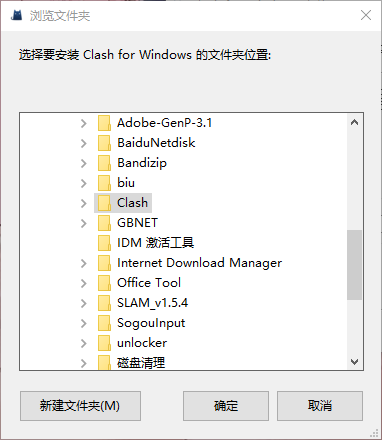 浏览文件夹
选择要安装 Clash for Windows 的文件夹位置:
Adobe-GenP-3.1
BaiduNetdisk
Bandizip
biu
Clash
GBNET
IDM 激活工具
Internet Download Manager
Office Tool
SLAM_v1.5.4
SogouInput
unlocker
磁盘清理
新建文件夹(M)
确定
取消